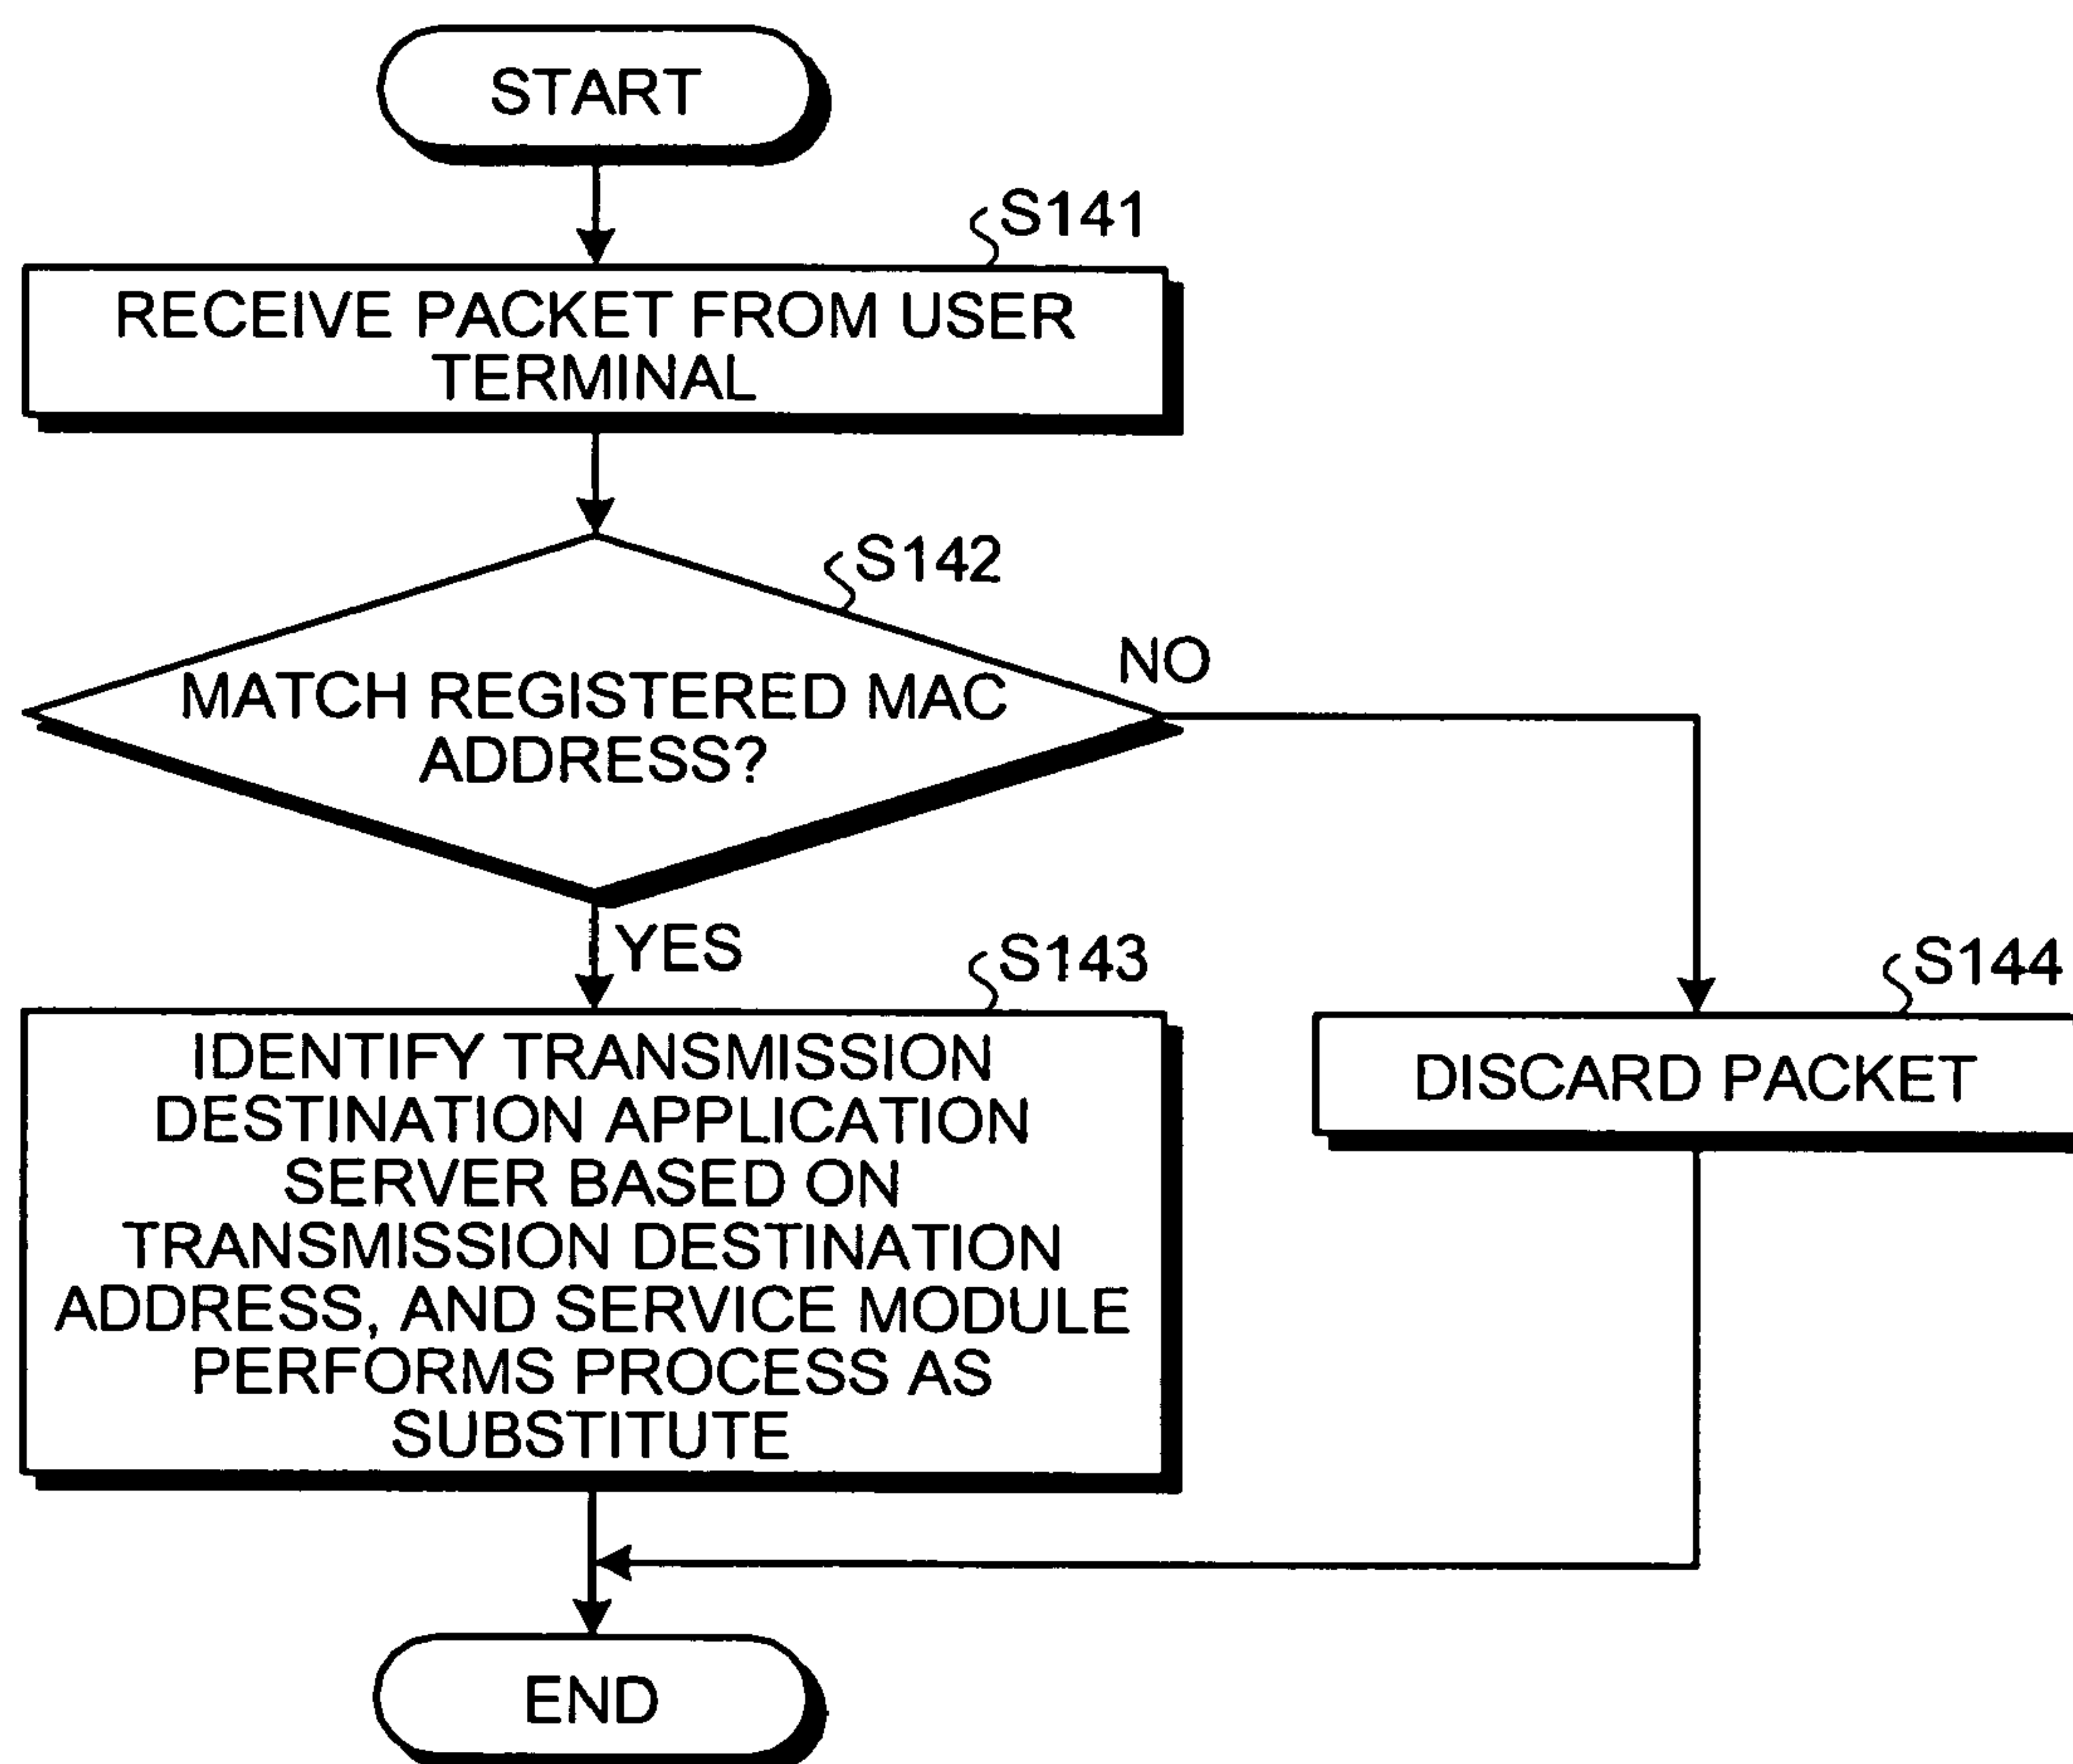 START
S141
RECEIVE PACKET FROM USER
TERMINAL
S142
MATCH REGISTERED MAC
ADDRESS?
NO
YES
S143
IDENTIFY TRANSMISSION
DESTINATION APPLICATION
SERVER BASED ON
TRANSMISSION DESTINATION
ADDRESS, AND SERVICE MODULE
PERFORMS PROCESS AS
SUBSTITUTE
S144
DISCARD PACKET
END